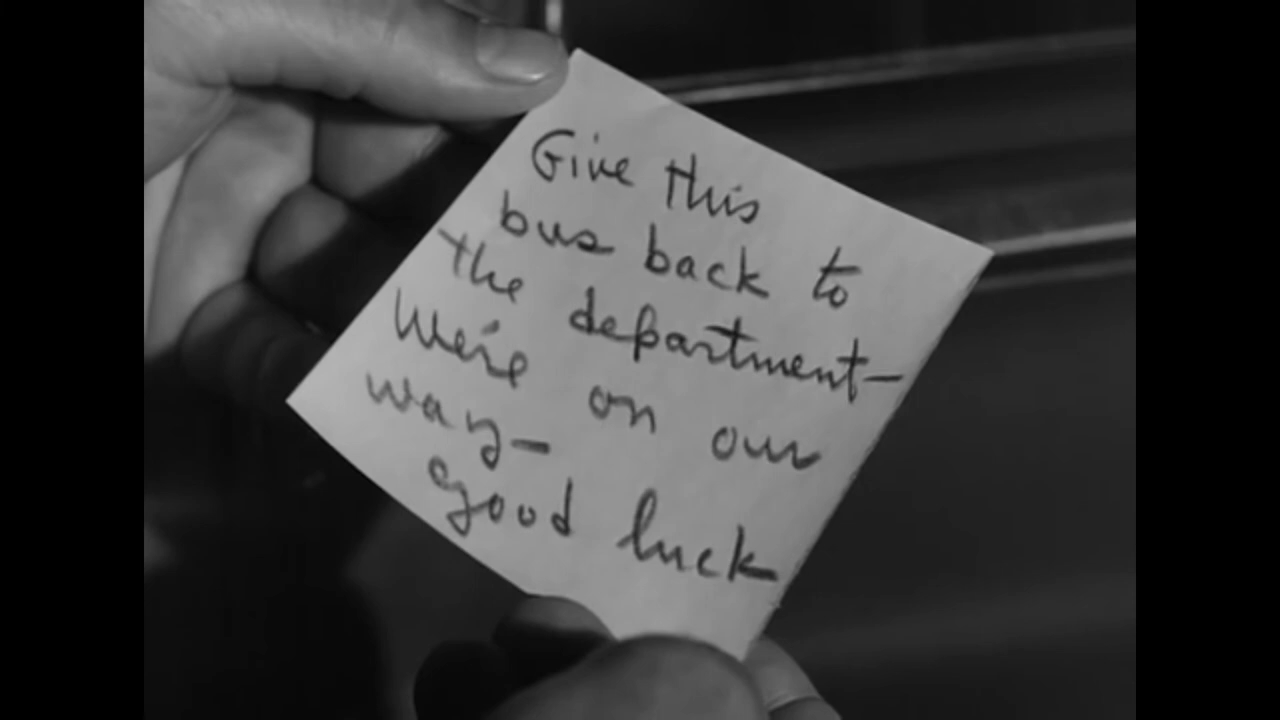 Give this
bus back to
the department—
We're on our
way—
good luck